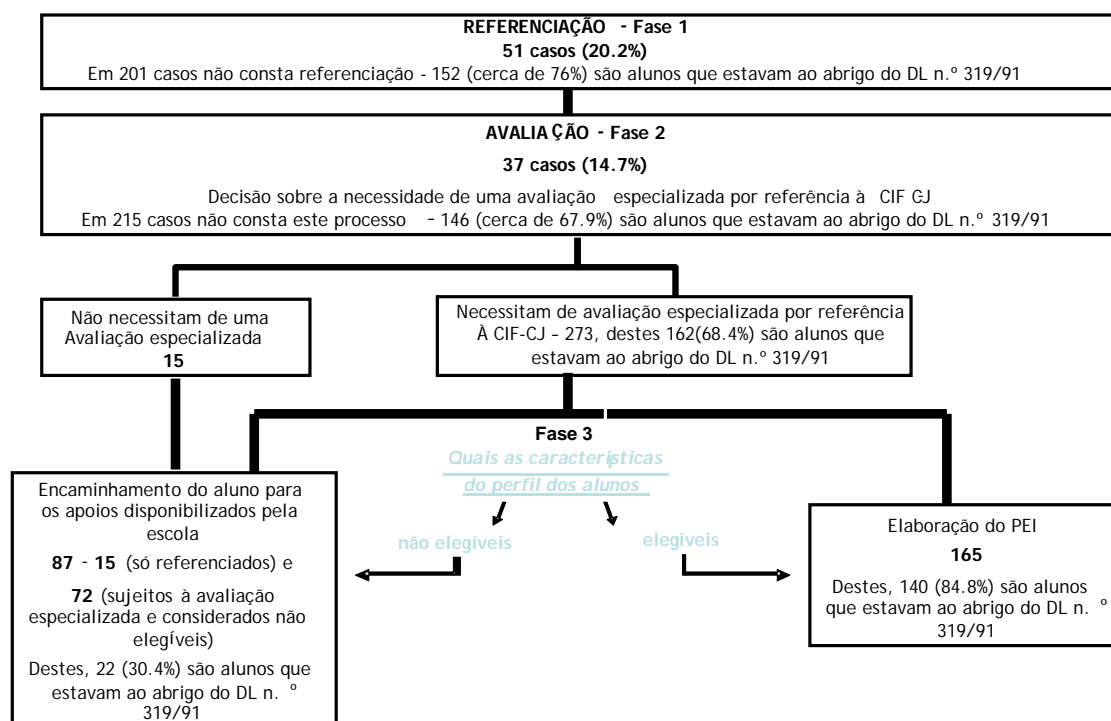 REFERENCIAÇÃO - Fase 1
51 casos (20.2%)
Em 201 casos não consta referenciação - 152 (cerca de 76%) são alunos que estavam ao abrigo do DL n.º 319/91
AVALIAÇÃO - Fase 2
37 casos (14.7%)
Decisão sobre a necessidade de uma avaliação especializada por referência à CIF CJ
Em 215 casos não consta este processo - 146 (cerca de 67.9%) são alunos que estavam ao abrigo do DL n.º 319/91
Não necessitam de uma
Avaliação especializada
15
Necessitam de avaliação especializada por referência
À CIF-CJ - 273, destes 162(68.4%) são alunos que
estavam ao abrigo do DL n.º 319/91
Fase 3
Quais as características
do perfil dos alunos
não elegíveis
elegíveis
Encaminhamento do aluno para
os apoios disponibilizados pela
escola
87 - 15 (só referenciados) e
72 (sujeitos à avaliação
especializada e considerados não
elegíveis)
Destes, 22 (30.4%) são alunos que
estavam ao abrigo do DL n. º
319/91
Elaboração do PEI
165
Destes, 140 (84.8%) são alunos
que estavam ao abrigo do DL n. º
319/91